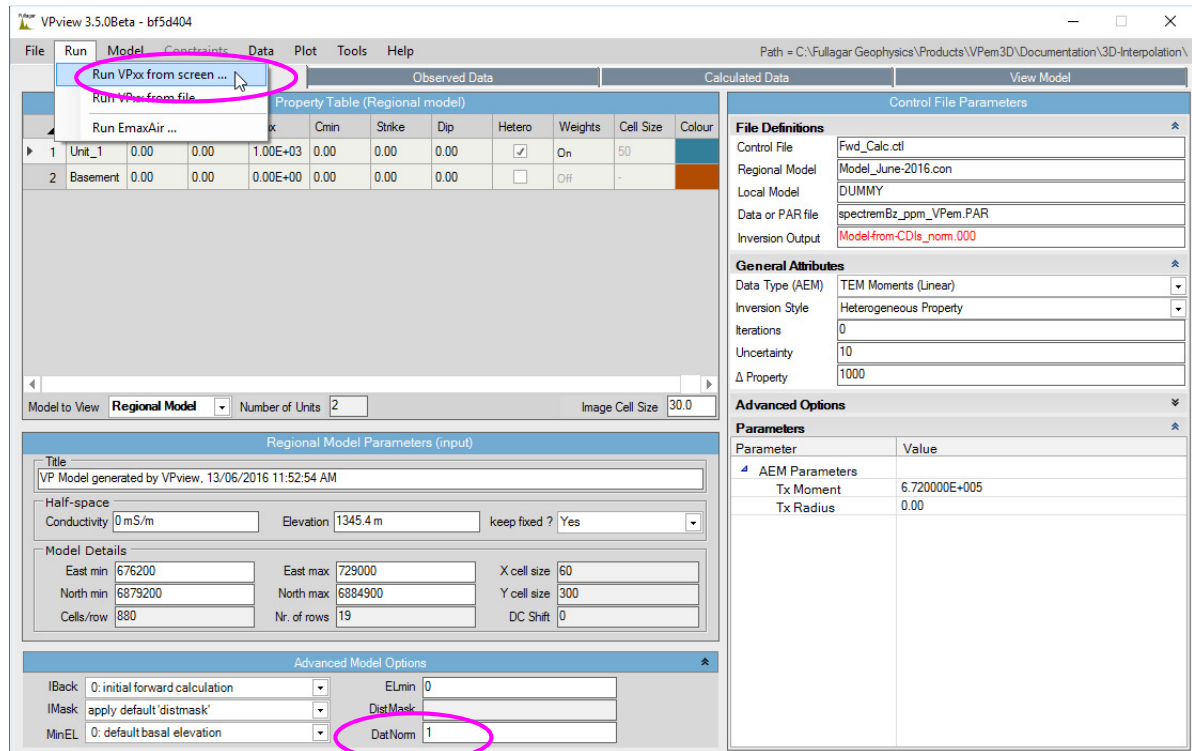 VPview 3.5.0Beta - bf5d404
File Run Model Constraints Data Plot Tools Help Path = C:\Fullagar Geophysics\Products\VPem3D\Documentation\3D-Interpolation\
Run VPxx from screen ...
Run VPxx from file
Run EmaxAir ...
Observed Data Calculated Data View Model
Property Table (Regional model)
Cmin Strike Dip Hetero Weights Cell Size Colour
1 Unit_1 0.00 0.00 1.00E+03 0.00 0.00 0.00 On 50
2 Basement 0.00 0.00 0.00E+00 0.00 0.00 0.00 Off -
Model to View Regional Model Number of Units 2 Image Cell Size 30.0
Regional Model Parameters (input)
Title
VP Model generated by VPview, 13/06/2016 11:52:54 AM
Half-space
Conductivity 0 mS/m Elevation 1345.4 m keep fixed ? Yes
Model Details
East min 676200 East max 729000 X cell size 60
North min 6879200 North max 6884900 Y cell size 300
Cells/row 880 Nr. of rows 19 DC Shift 0
Advanced Model Options
IBack 0: initial forward calculation ELmin 0
IMask apply default 'distmask' DistMask
MinEL 0: default basal elevation DatNorm 1
Control File Parameters
File Definitions
Control File Fwd_Calc.ctl
Regional Model Model_June-2016.con
Local Model DUMMY
Data or PAR file spectremBz_ppm_VPem.PAR
Inversion Output Model-from-CDIs_norm.000
General Attributes
Data Type (AEM) TEM Moments (Linear)
Inversion Style Heterogeneous Property
Iterations 0
Uncertainty 10
Δ Property 1000
Advanced Options
Parameters
Parameter Value
AEM Parameters
Tx Moment 6.720000E+005
Tx Radius 0.00